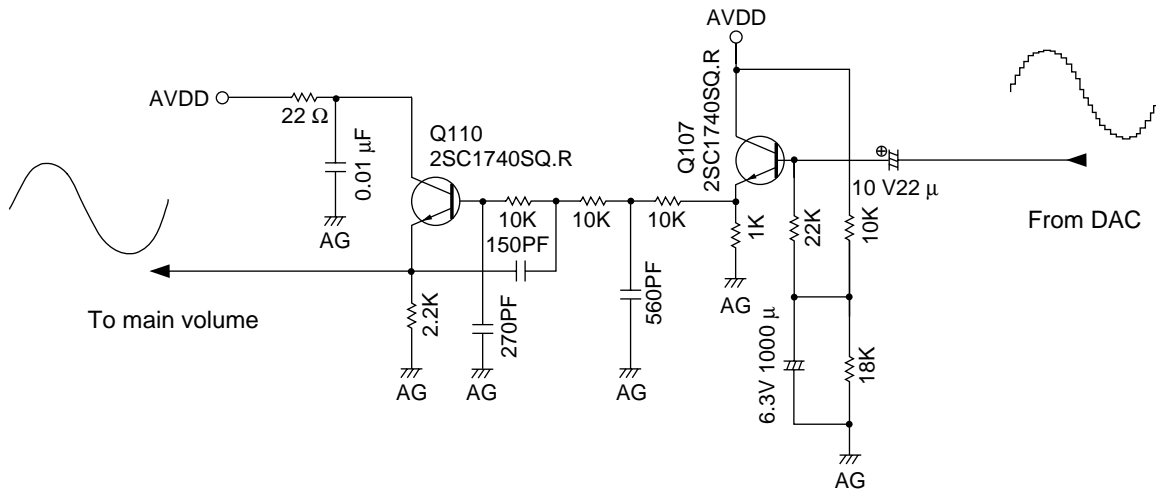 AVDD
AVDD
22 Ω
0.01 µF
AG
Q110
2SC1740SQ.R
Q107
2SC1740SQ.R
10 V22 µ
From DAC
10K
10K
10K
150PF
1K
22K
10K
AG
To main volume
2.2K
270PF
560PF
6.3V 1000 µ
18K
AG
AG
AG
AG